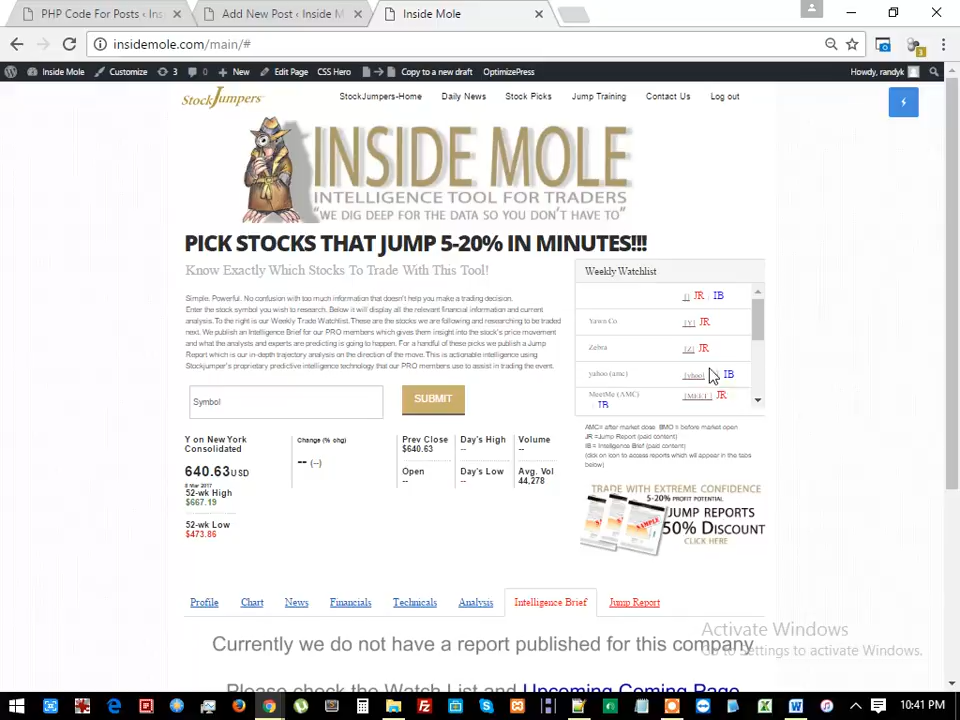 PHP Code For Posts ‹ Ins
Add New Post ‹ Inside M
Inside Mole
insidemole.com/main/#
Inside Mole
Customize
3
0
New
Edit Page
CSS Hero
Copy to a new draft
OptimizePress
Howdy, randyk
StockJumpers
StockJumpers-Home
Daily News
Stock Picks
Jump Training
Contact Us
Log out
INSIDE MOLE
INTELLIGENCE TOOL FOR TRADERS
"WE DIG DEEP FOR THE DATA SO YOU DON'T HAVE TO"
PICK STOCKS THAT JUMP 5-20% IN MINUTES!!!
Know Exactly Which Stocks To Trade With This Tool!
Simple. Powerful. No confusion with too much information that doesn't help you make a trading decision.
Enter the stock symbol you wish to research. Below it will display all the relevant financial information and current
analysis. To the right is our Weekly Trade Watchlist.These are the stocks we are following and researching to be traded
next. We publish an Intelligence Brief for our PRO members which gives them insight into the stock's price movement
and what the analysts and experts are predicting is going to happen. For a handful of these picks we publish a Jump
Report which is our in-depth trajectory analysis on the direction of the move.This is actionable intelligence using
Stockjumper's proprietary predictive intelligence technology that our PRO members use to assist in trading the event.
Symbol
SUBMIT
Weekly Watchlist
[] JR IB
Yawn Co [Y] JR
Zebra [Z] JR
yahoo (amc) [yhoo] IB
MeetMe (AMC) [MEET] JR
IB
AMC= after market close BMO = before market open
JR =Jump Report (paid content)
IB = Intelligence Brief (paid content)
(click on icon to access reports which will appear in the tabs
below)
Y on New York
Consolidated
640.63USD
8 Mar 2017
52-wk High
$667.19
52-wk Low
$473.86
Change (% chg)
-- (--)
Prev Close
$640.63
Open
--
Day's High
--
Day's Low
--
Volume
--
Avg. Vol
44,278
TRADE WITH EXTREME CONFIDENCE
5-20% PROFIT POTENTIAL
JUMP REPORTS
50% DISCOUNT
CLICK HERE
SAMPLE
Profile
Chart
News
Financials
Technicals
Analysis
Intelligence Brief
Jump Report
Currently we do not have a report published for this company
Please check the Watch List and Upcoming Coming Page
Activate Windows
Go to Settings to activate Windows.
10:41 PM